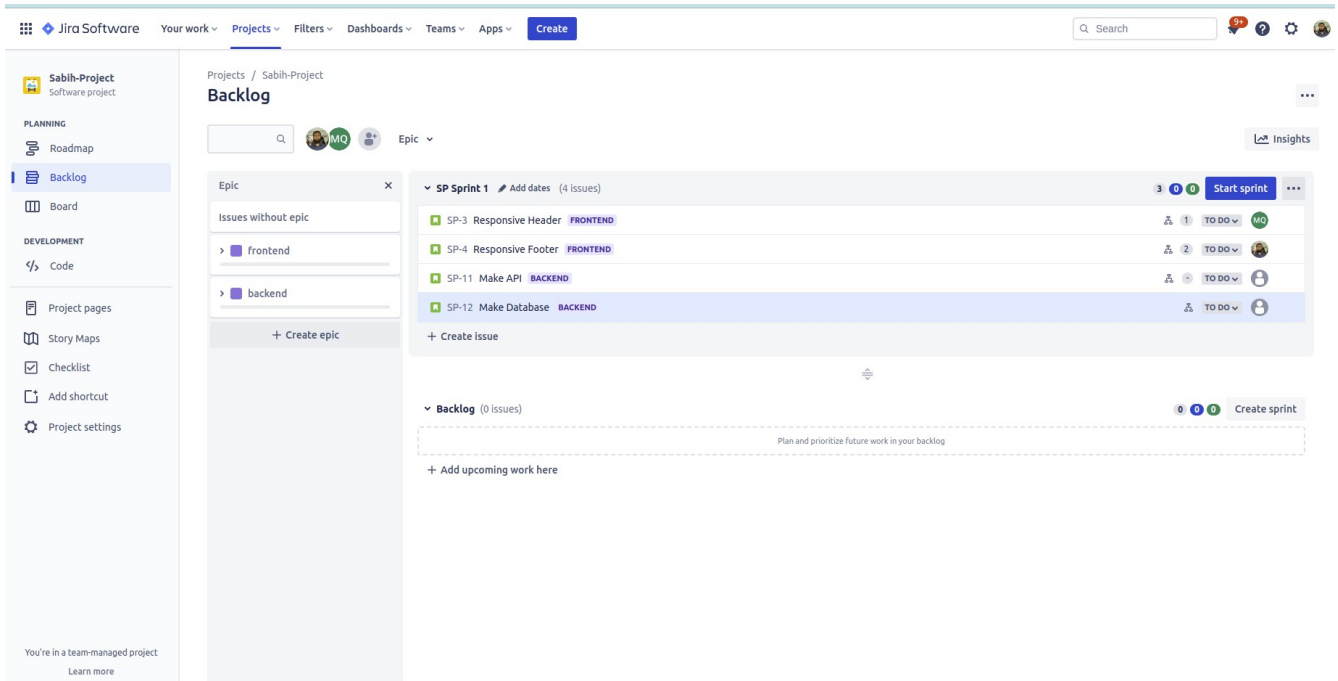 Jira Software Your work Projects Filters Dashboards Teams Apps Create Search 9+
Sabih-Project
Software project
PLANNING
Roadmap
Backlog
Board
DEVELOPMENT
Code
Project pages
Story Maps
Checklist
Add shortcut
Project settings
You're in a team-managed project
Learn more
Projects / Sabih-Project
Backlog
MQ Epic Insights
Epic
Issues without epic
frontend
backend
+ Create epic
SP Sprint 1 Add dates (4 issues) 3 0 0 Start sprint
SP-3 Responsive Header FRONTEND 1 TO DO MQ
SP-4 Responsive Footer FRONTEND 2 TO DO
SP-11 Make API BACKEND - TO DO
SP-12 Make Database BACKEND TO DO
+ Create issue
Backlog (0 issues) 0 0 0 Create sprint
Plan and prioritize future work in your backlog
+ Add upcoming work here